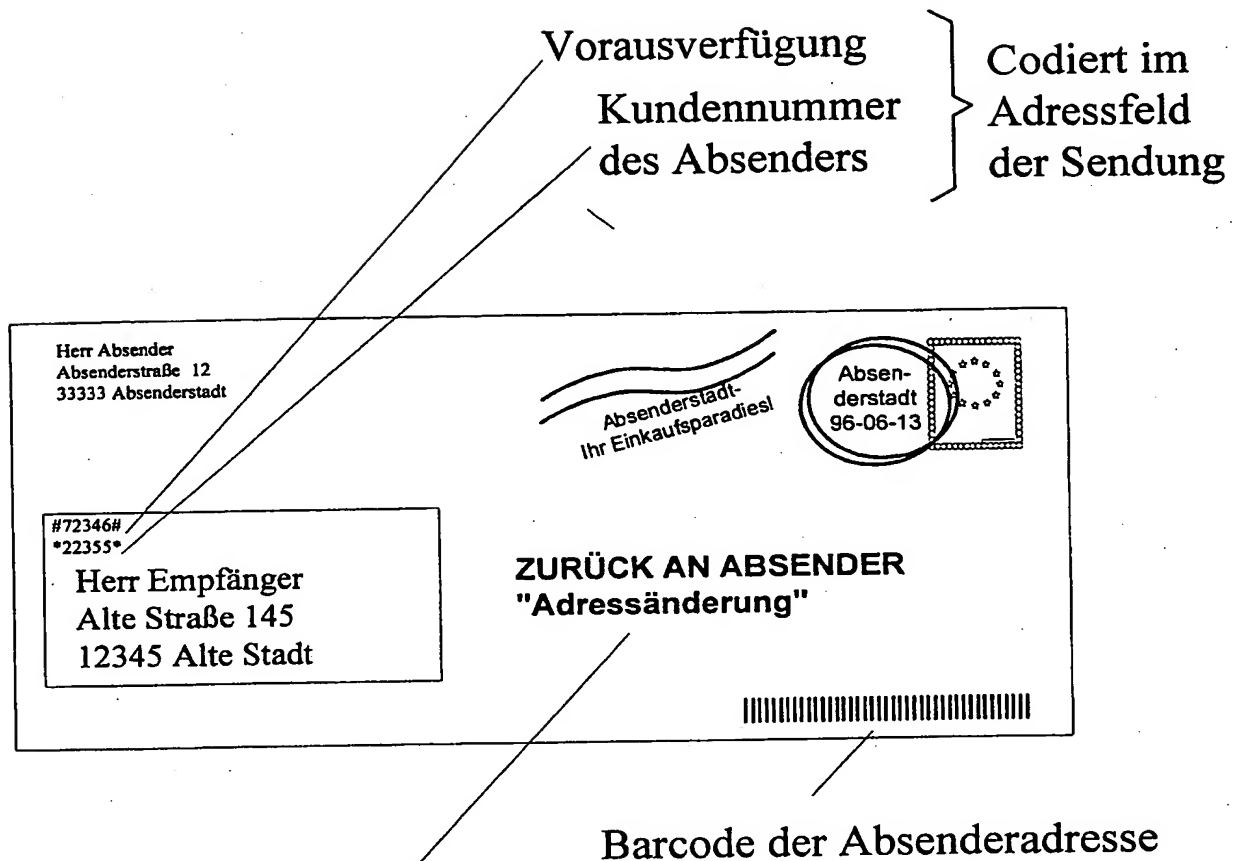 Vorausverfügung
Kundennummer
des Absenders
Codiert im
Adressfeld
der Sendung
Herr Absender
Absenderstraße 12
33333 Absenderstadt
Absenderstadt-
Ihr Einkaufsparadies!
Absen-
derstadt
96-06-13
#72346#
*22355*
Herr Empfänger
Alte Straße 145
12345 Alte Stadt
ZURÜCK AN ABSENDER
"Adressänderung"
Barcode der Absenderadresse